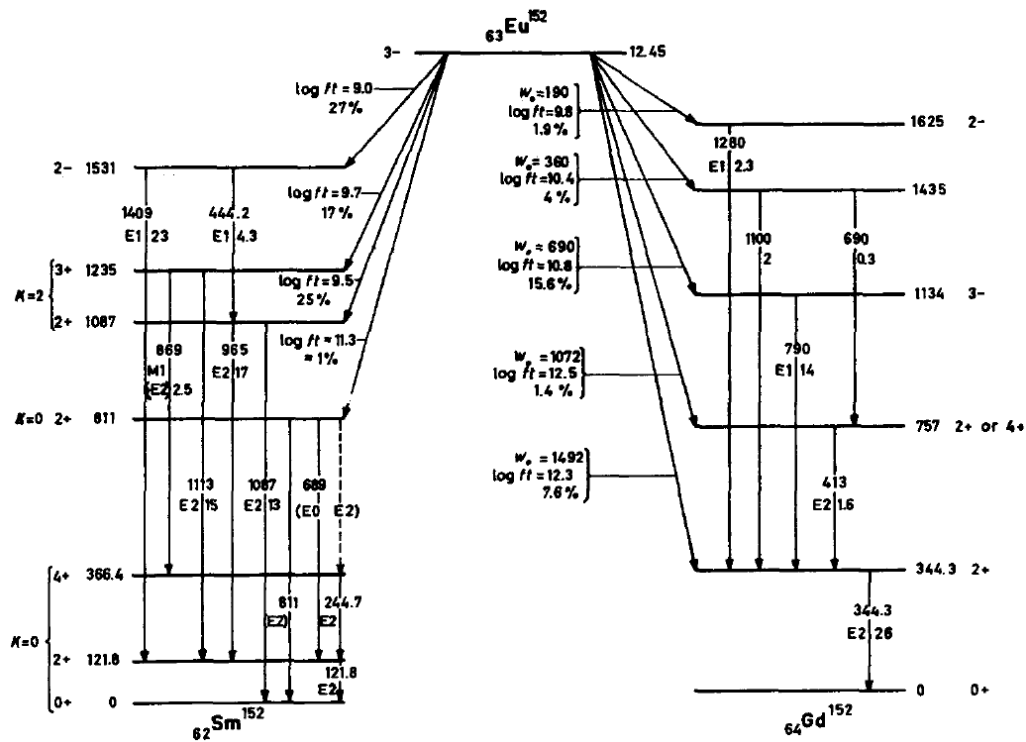 63Eu152
3– 12.45
log ft = 9.0
27%
2– 1531
1409
E1 23
444.2
E1 4.3
log ft = 9.7
17%
3+ 1235
K=2
log ft = 9.5
25%
2+ 1087
log ft ≈ 11.3
≈ 1%
869
M1
(E2) 2.5
965
E2 17
K=0 2+ 811
1113
E2 15
1087
E2 13
689
(E0 E2)
4+ 366.4
811
(E2)
244.7
E2
K=0
2+ 121.8
121.8
E2
0+ 0
62Sm152
W₀ ≈ 190
log ft = 9.8
1.9%
1625 2–
1280
E1 2.3
W₀ = 360
log ft = 10.4
4%
1435
1100
2
690
0.3
W₀ ≈ 690
log ft = 10.8
15.6%
1134 3–
790
E1 14
W₀ = 1072
log ft = 12.5
1.4%
757 2+ or 4+
W₀ = 1492
log ft = 12.3
7.6%
413
E2 1.6
344.3 2+
344.3
E2 26
0 0+
64Gd152